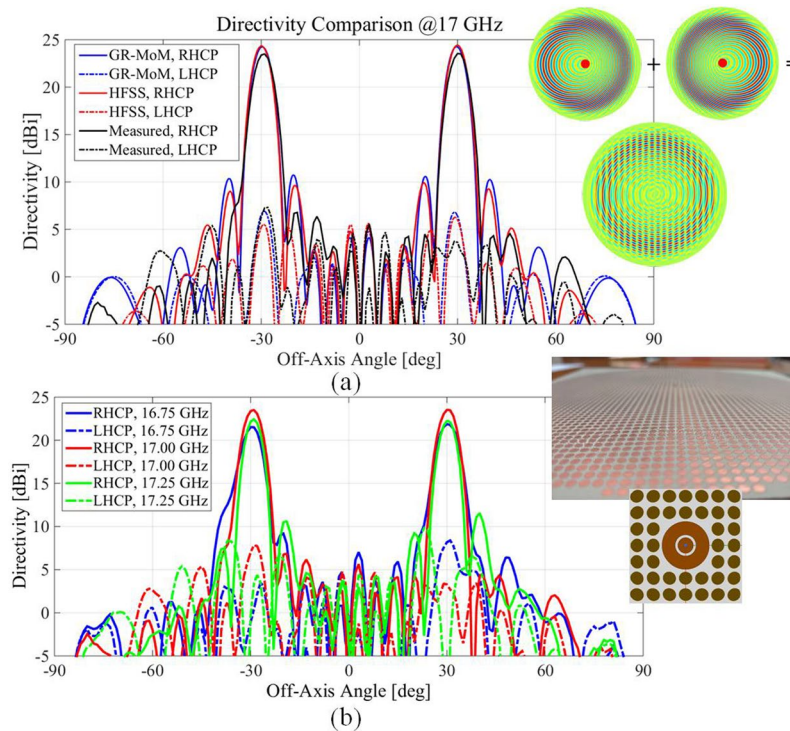 Directivity Comparison @17 GHz
25
20
15
10
5
0
-5
Directivity [dBi]
GR-MoM, RHCP
GR-MoM, LHCP
HFSS, RHCP
HFSS, LHCP
Measured, RHCP
Measured, LHCP
+
=
-90 -60 -30 0 30 60 90
Off-Axis Angle [deg]
(a)
25
20
15
10
5
0
-5
Directivity [dBi]
RHCP, 16.75 GHz
LHCP, 16.75 GHz
RHCP, 17.00 GHz
LHCP, 17.00 GHz
RHCP, 17.25 GHz
LHCP, 17.25 GHz
-90 -60 -30 0 30 60 90
Off-Axis Angle [deg]
(b)